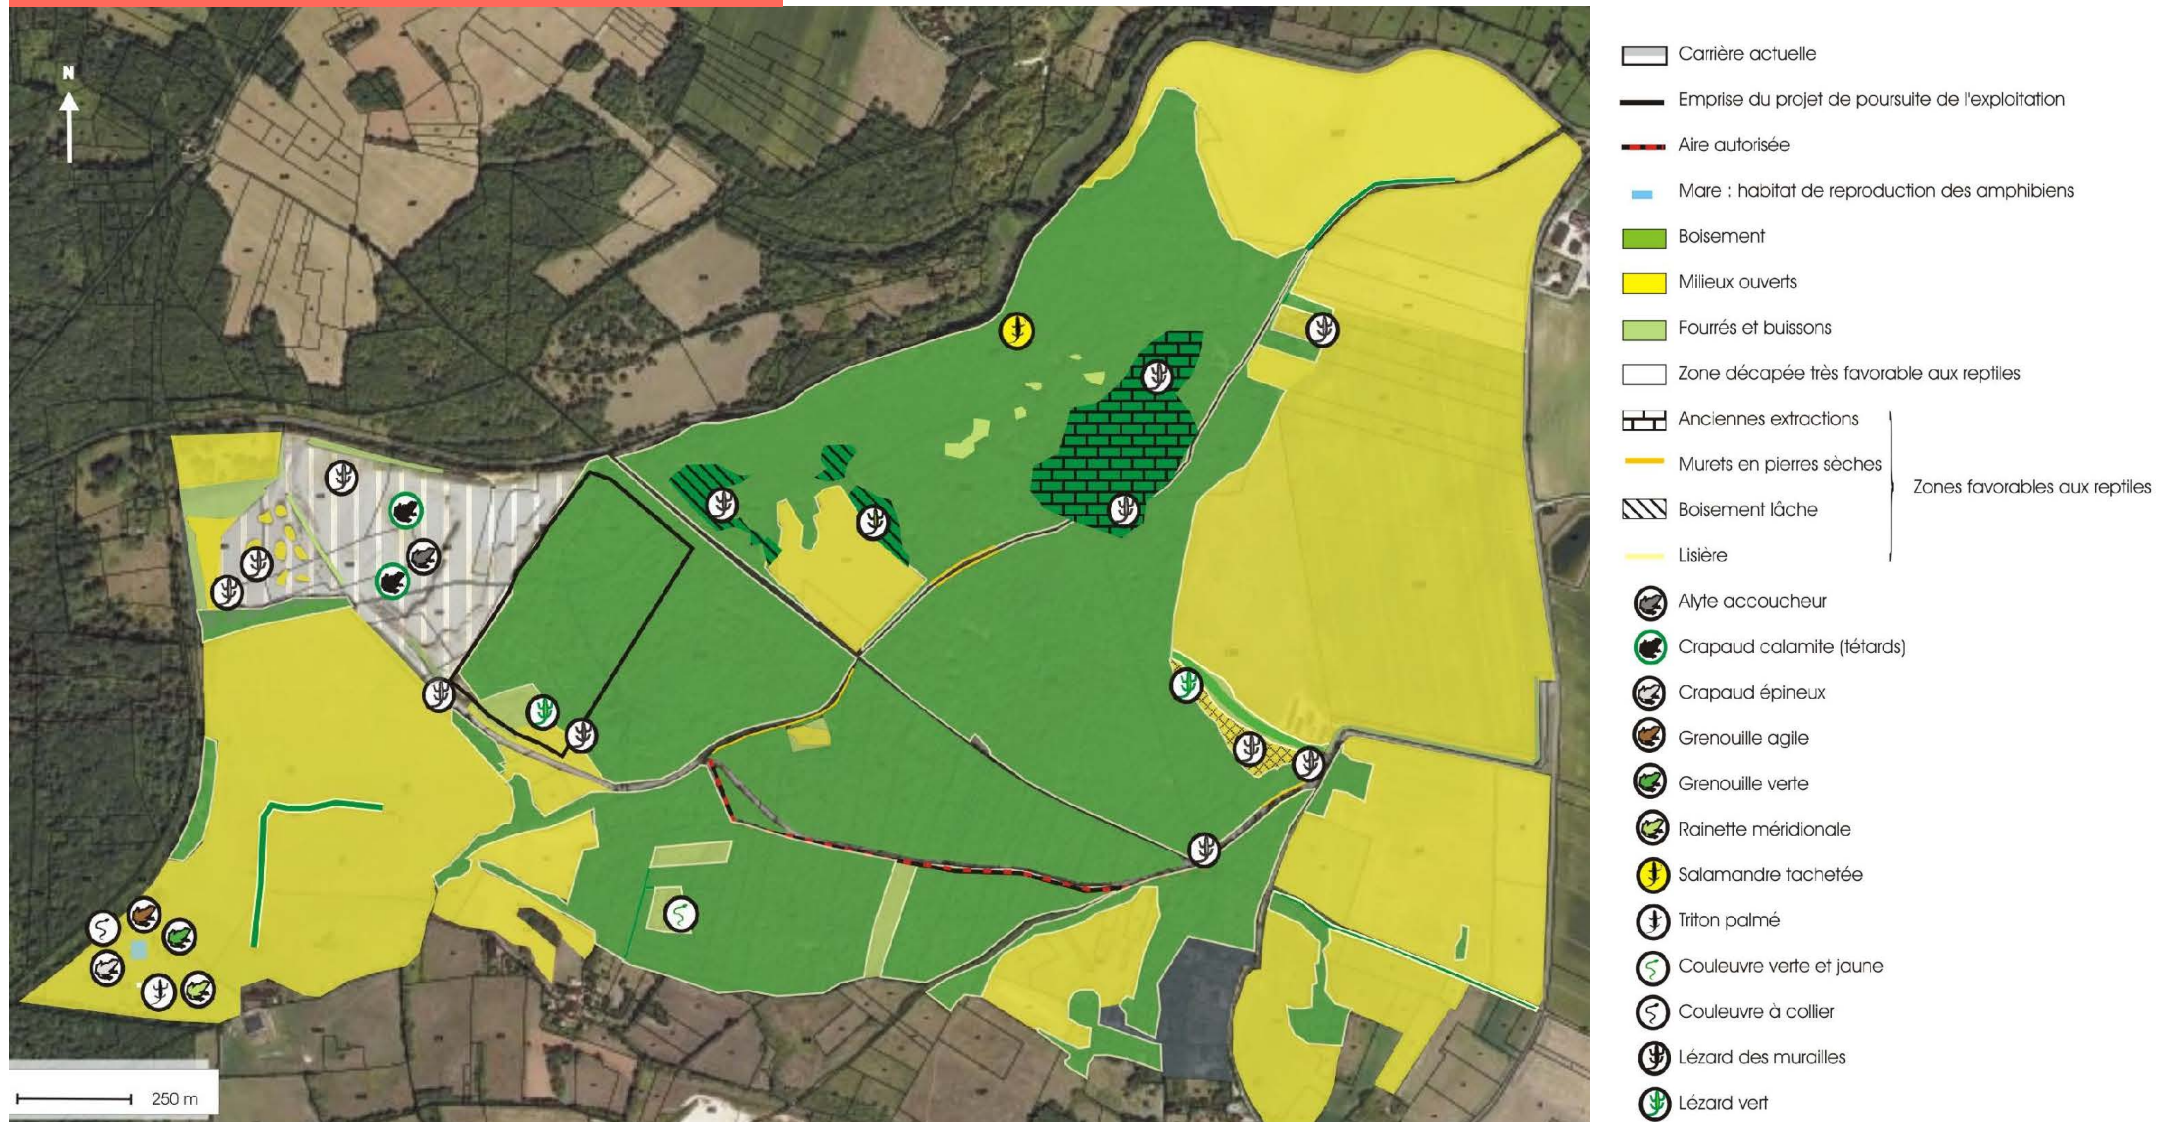 N
250 m
Carrière actuelle
Emprise du projet de poursuite de l'exploitation
Aire autorisée
Mare : habitat de reproduction des amphibiens
Boisement
Milieux ouverts
Fourrés et buissons
Zone décapée très favorable aux reptiles
Anciennes extractions
Murets en pierres sèches
Zones favorables aux reptiles
Boisement lâche
Lisière
Alyte accoucheur
Crapaud calamite (tétards)
Crapaud épineux
Grenouille agile
Grenouille verte
Rainette méridionale
Salamandre tachetée
Triton palmé
Couleuvre verte et jaune
Couleuvre à collier
Lézard des murailles
Lézard vert